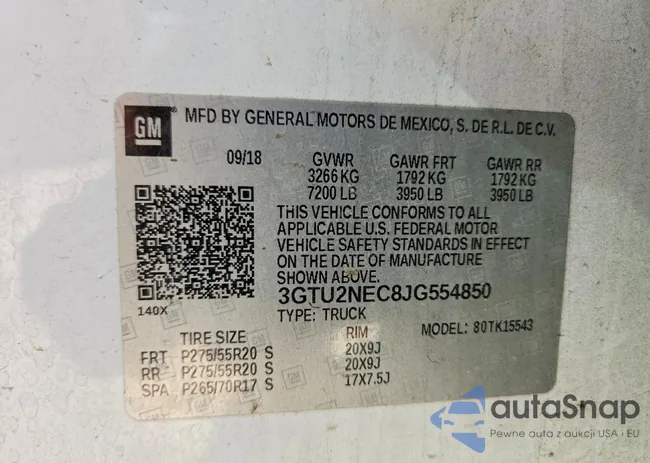 GM MFD BY GENERAL MOTORS DE MEXICO, S. DE R.L. DE C.V.
09/18 GVWR GAWR FRT GAWR RR
3266 KG 1792 KG 1792 KG
7200 LB 3950 LB 3950 LB
THIS VEHICLE CONFORMS TO ALL
APPLICABLE U.S. FEDERAL MOTOR
VEHICLE SAFETY STANDARDS IN EFFECT
ON THE DATE OF MANUFACTURE
SHOWN ABOVE.
140X 3GTU2NEC8JG554850
TYPE: TRUCK MODEL: 80TK15543
TIRE SIZE RIM
FRT P275/55R20 S 20X9J
RR P275/55R20 S 20X9J
SPA P265/70R17 S 17X7.5J
autaSnap
Pewne auta z aukcji USA i EU